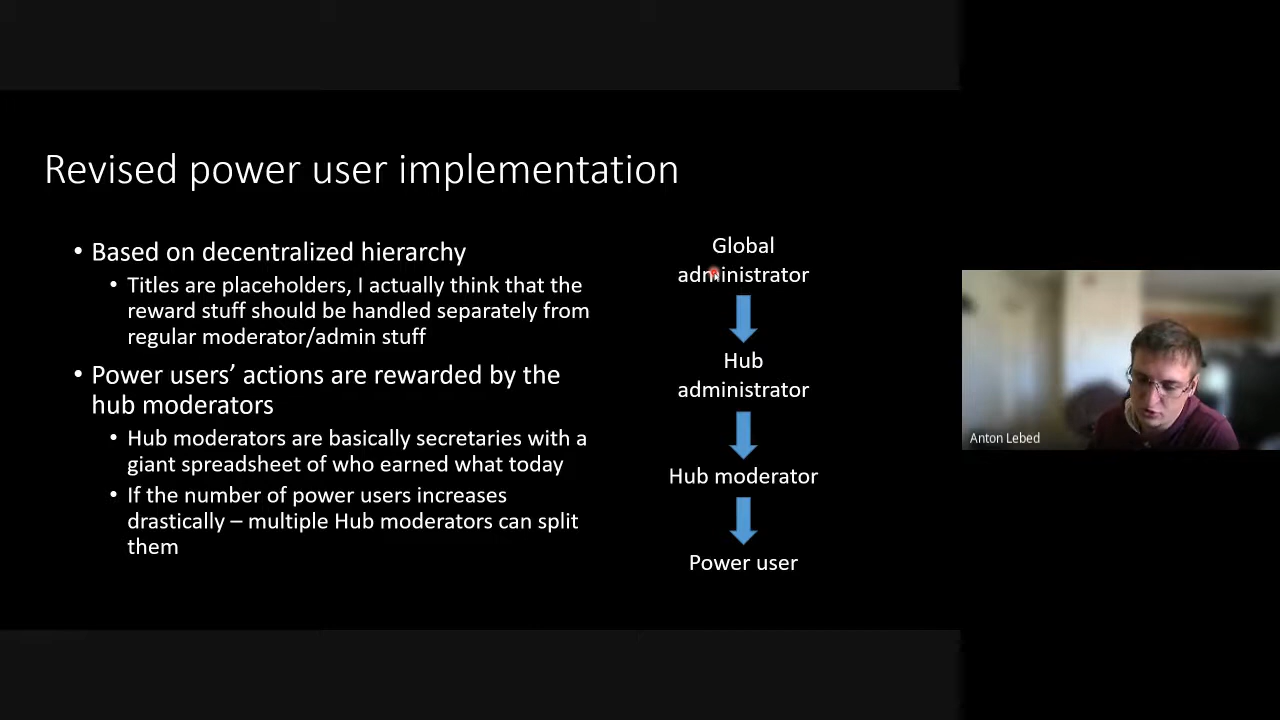 Revised power user implementation
• Based on decentralized hierarchy
• Titles are placeholders, I actually think that the
reward stuff should be handled separately from
regular moderator/admin stuff
• Power users’ actions are rewarded by the
hub moderators
• Hub moderators are basically secretaries with a
giant spreadsheet of who earned what today
• If the number of power users increases
drastically – multiple Hub moderators can split
them
Global
administrator
Hub
administrator
Hub moderator
Power user
Anton Lebed